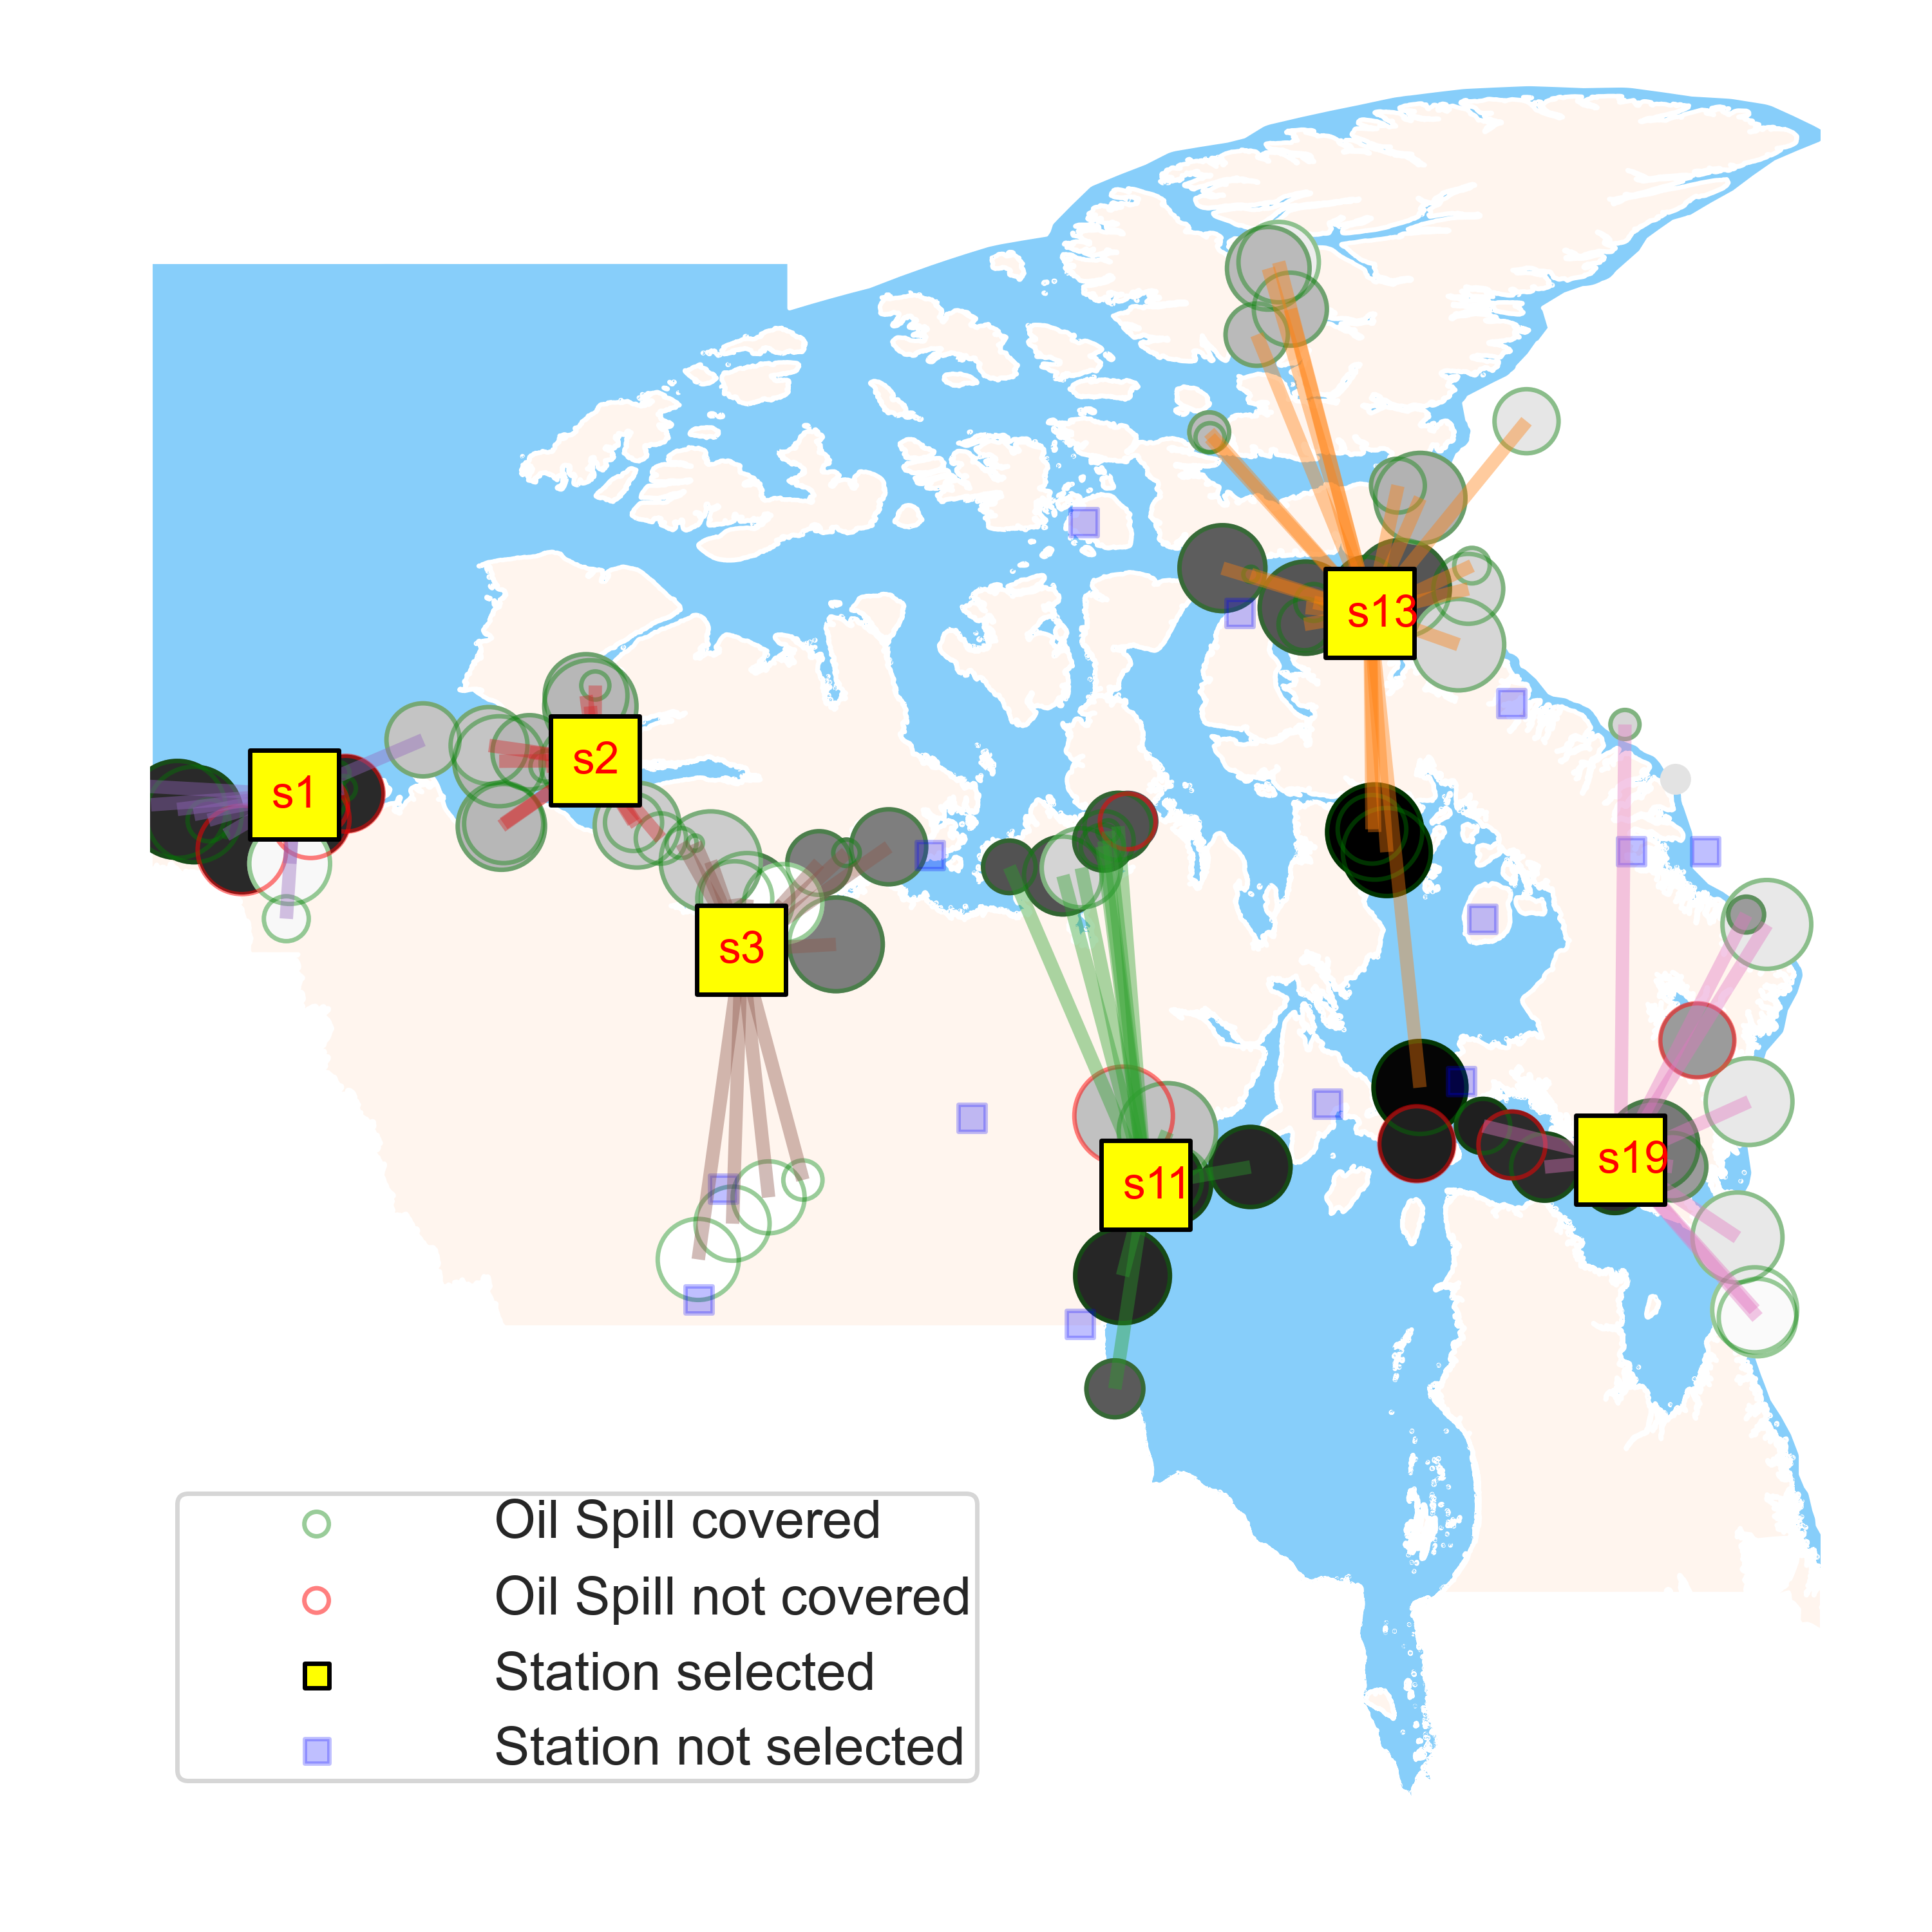 s13
s2
s1
s3
s19
s11
Oil Spill covered
Oil Spill not covered
Station selected
Station not selected